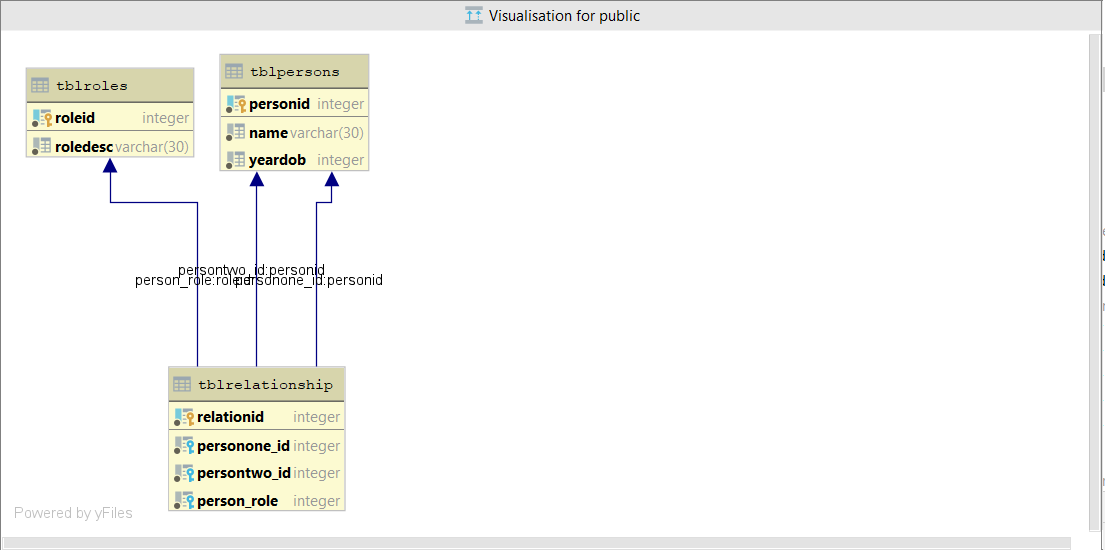 Visualisation for public
tblroles
roleid integer
roledesc varchar(30)
tblpersons
personid integer
name varchar(30)
yeardob integer
persontwo_id:personid
person_role:roleid
personone_id:personid
tblrelationship
relationid integer
personone_id integer
persontwo_id integer
person_role integer
Powered by yFiles